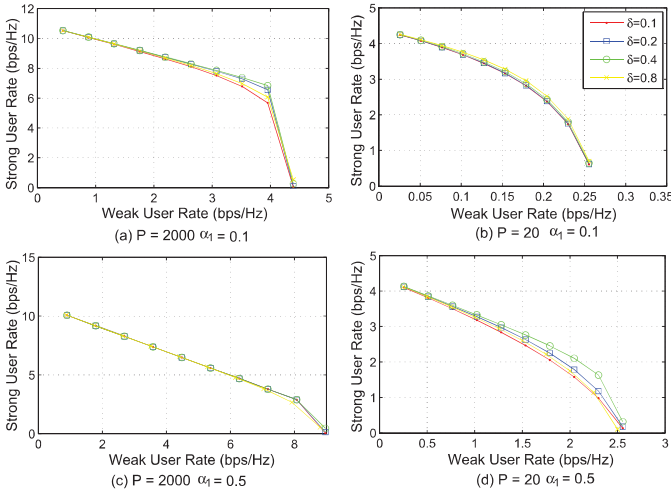 12
10
8
6
4
2
0
0 1 2 3 4 5
Strong User Rate (bps/Hz)
Weak User Rate (bps/Hz)
(a) P = 2000 α1 = 0.1
5
4
3
2
1
0
0 0.05 0.1 0.15 0.2 0.25 0.3 0.35
Strong User Rate (bps/Hz)
Weak User Rate (bps/Hz)
(b) P = 20 α1 = 0.1
δ=0.1
δ=0.2
δ=0.4
δ=0.8
15
10
5
0
0 2 4 6 8
Strong User Rate (bps/Hz)
Weak User Rate (bps/Hz)
(c) P = 2000 α1 = 0.5
5
4
3
2
1
0
0 0.5 1 1.5 2 2.5 3
Strong User Rate (bps/Hz)
Weak User Rate (bps/Hz)
(d) P = 20 α1 = 0.5